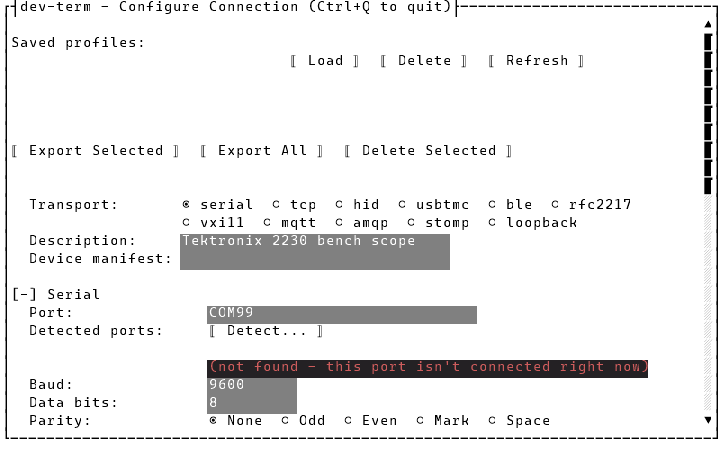 dev-term - Configure Connection (Ctrl+Q to quit)
Saved profiles:
[ Load ] [ Delete ] [ Refresh ]
[ Export Selected ] [ Export All ] [ Delete Selected ]
Transport: serial tcp hid usbtmc ble rfc2217
vxi11 mqtt amqp stomp loopback
Description: Tektronix 2230 bench scope
Device manifest:
[-] Serial
Port: COM99
Detected ports: [ Detect... ]
(not found - this port isn't connected right now)
Baud: 9600
Data bits: 8
Parity: None Odd Even Mark Space